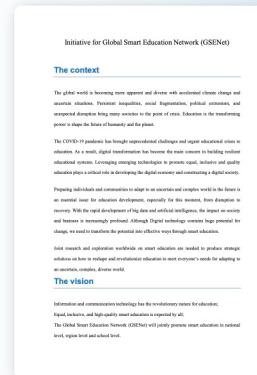 Initiative for Global Smart Education Network (GSENet)
The context
The global world is becoming more apparent and diverse with accelerated climate change and
uncertain situations. Persistent inequalities, social fragmentation, political extremism, and
unexpected disruption bring many societies to the point of crisis. Education is the transforming
power to shape the future of humanity and the planet.
The COVID-19 pandemic has brought unprecedented challenges and organic educational crises to
education. As a result, digital transformation has become the main concern in building resilient
educational systems. Leveraging emerging technologies to promote equal, inclusive and quality
education plays a critical role in developing the digital economy and constructing a digital society.
Preparing individuals and communities to adapt to an uncertain and complex world in the future is
an essential issue for education development, especially for this moment, from disruption to
recovery. With the rapid development of big data and artificial intelligence, the impact on society
and business is increasingly profound. Although Digital technology contains huge potential for
change, we need to transform the potential into effective ways through smart education.
Joint research and exploration worldwide on smart education are needed to produce strategic
solutions on how to reshape and revolutionize education to meet everyone's needs for adapting to
an uncertain, complex, diverse world.
The vision
Information and communication technology has the revolutionary nature for education;
Equal, inclusive, and high-quality smart education is expected by all;
The Global Smart Education Network (GSENet) will jointly promote smart education in national
level, region level and school level.